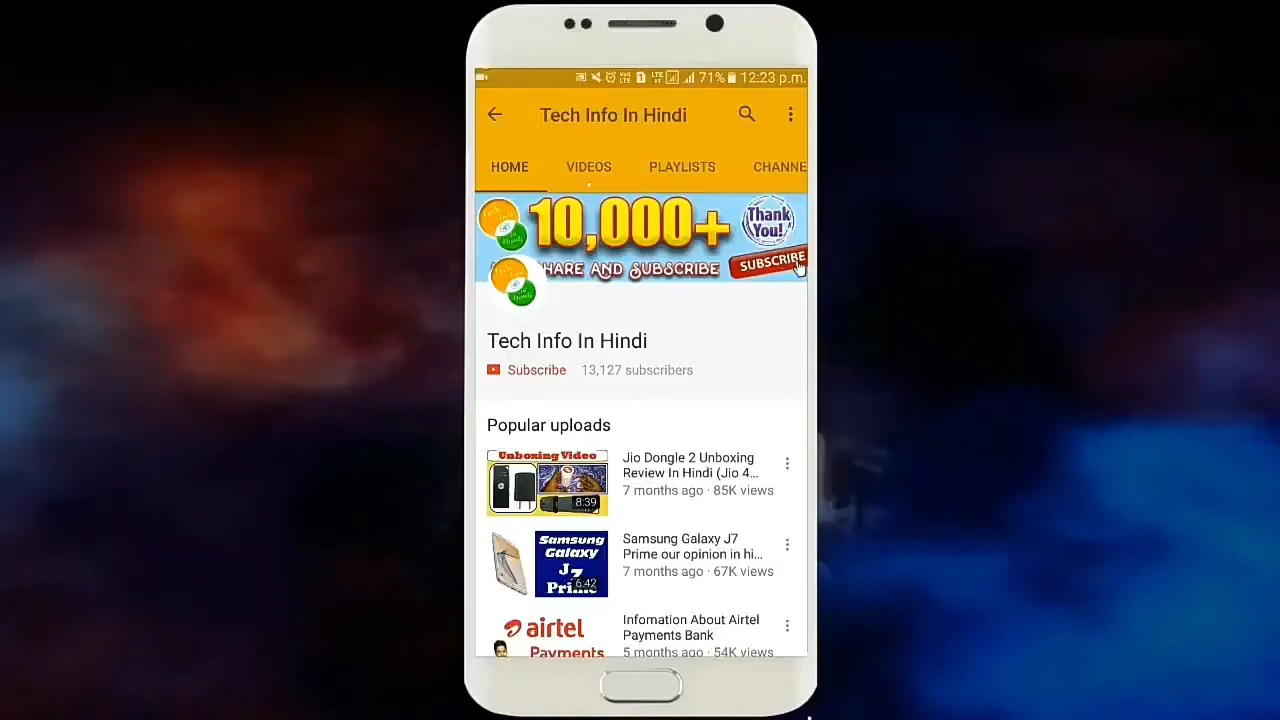 71% 12:23 p.m.
Tech Info In Hindi
HOME VIDEOS PLAYLISTS CHANNE
10,000+
Thank You!
HARE AND SUBSCRIBE
SUBSCRIBE
Tech Info In Hindi
Subscribe 13,127 subscribers
Popular uploads
Unboxing Video
8:39
Jio Dongle 2 Unboxing
Review In Hindi (Jio 4...
7 months ago · 85K views
Samsung
Galaxy
J7
Prime
6:42
Samsung Galaxy J7
Prime our opinion in hi...
7 months ago · 67K views
airtel
Payments
Infomation About Airtel
Payments Bank
5 months ago · 54K views